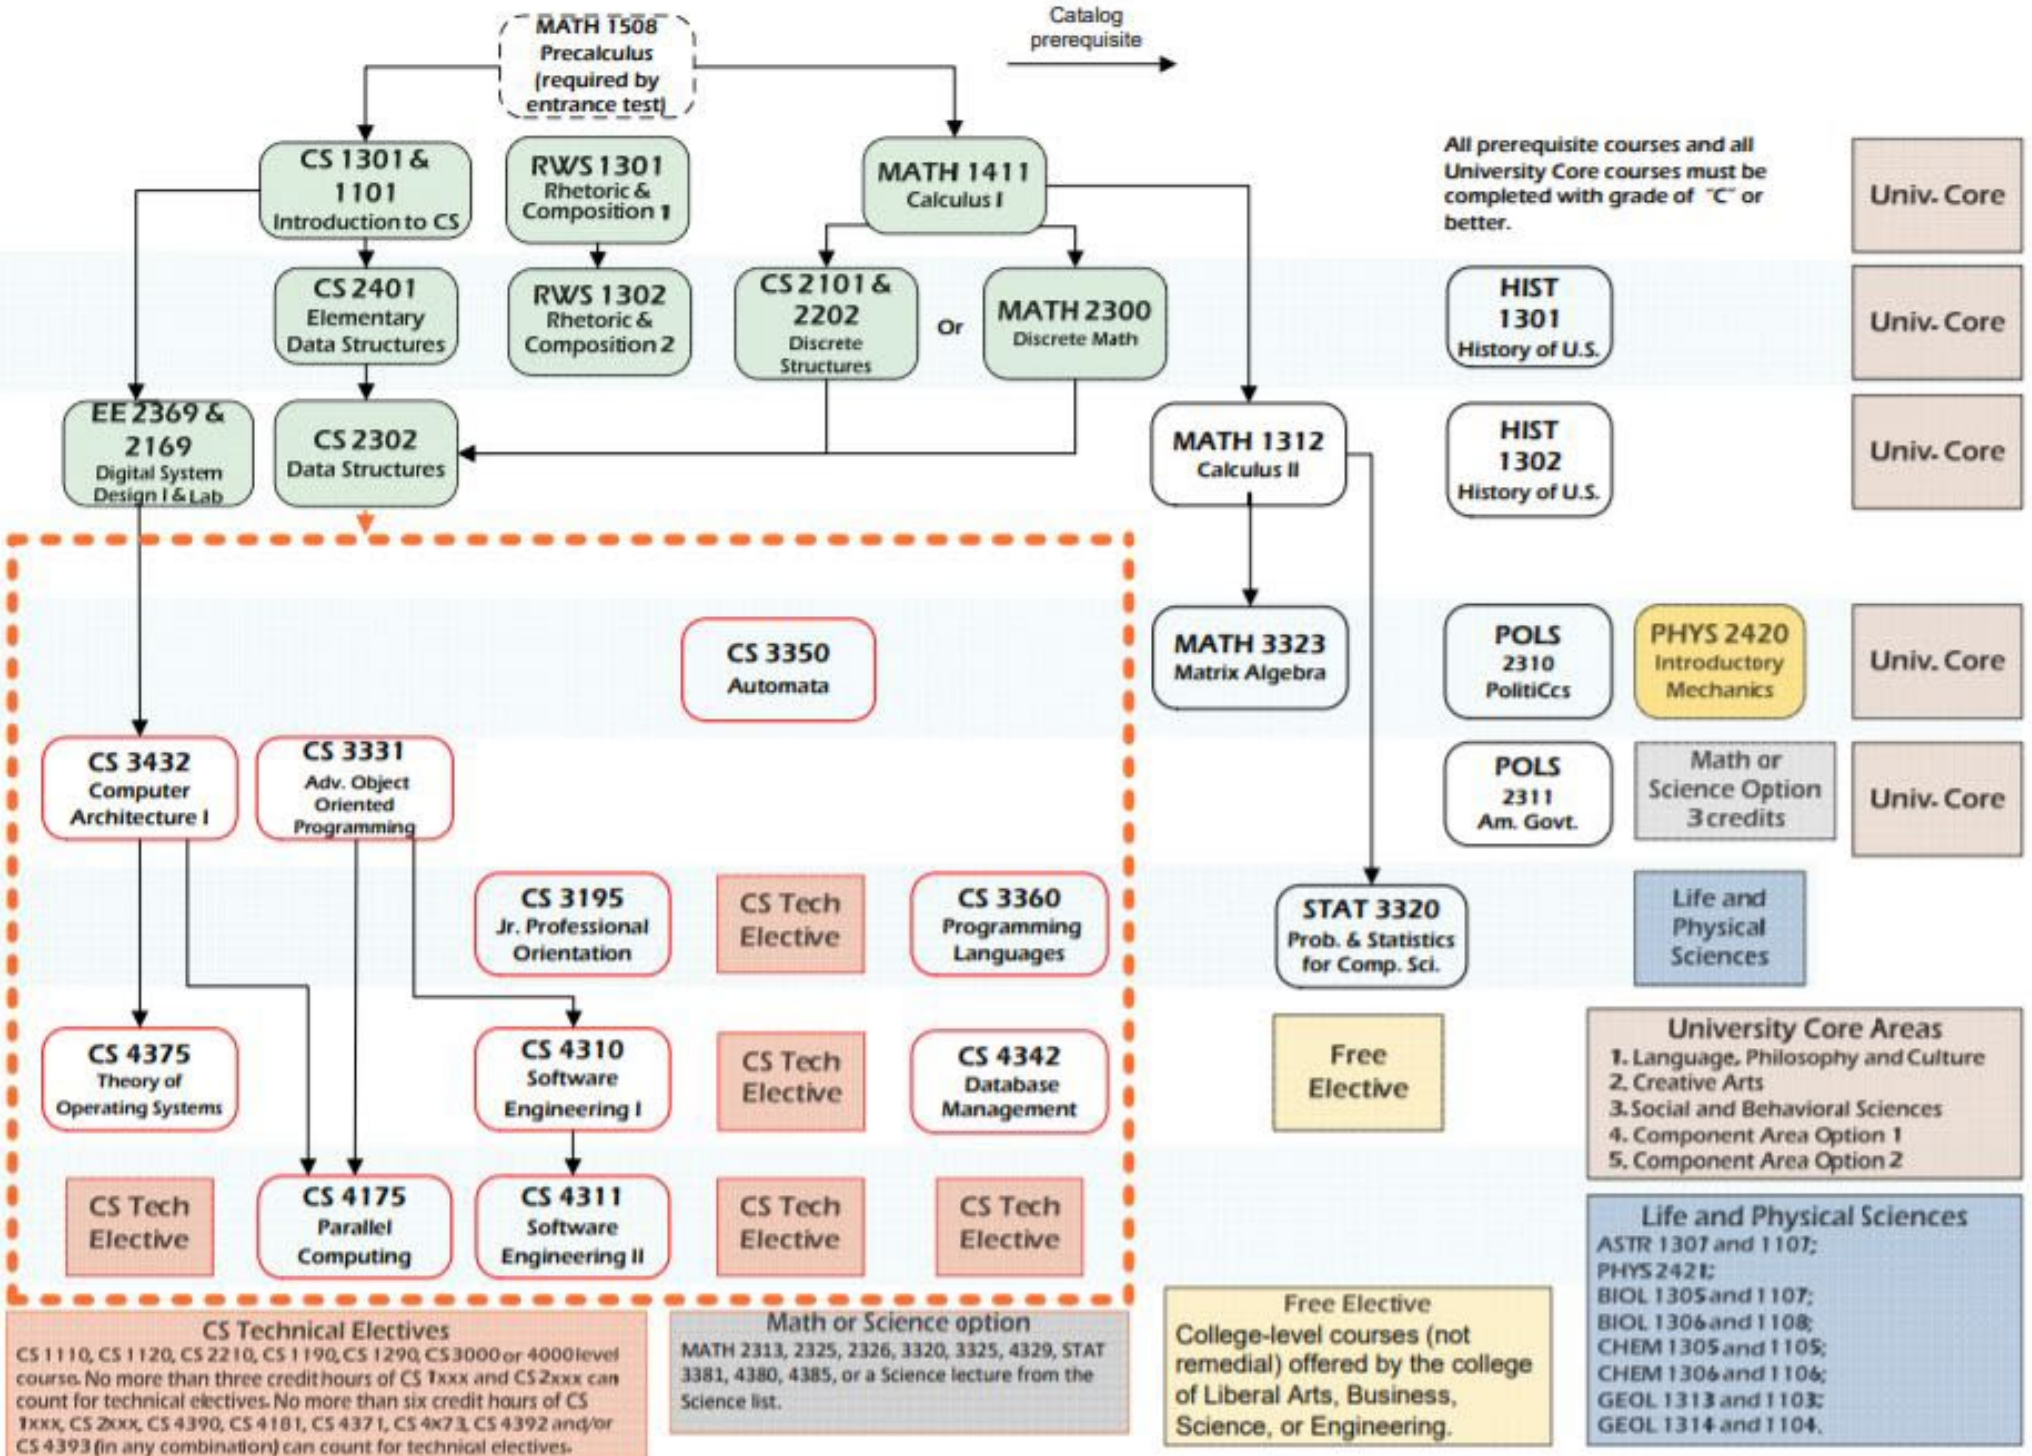 MATH 1508
Precalculus
(required by
entrance test)
Catalog
prerequisite
CS 1301 &
1101
Introduction to CS
RWS 1301
Rhetoric &
Composition 1
MATH 1411
Calculus I
All prerequisite courses and all
University Core courses must be
completed with grade of "C" or
better.
Univ. Core
CS 2401
Elementary
Data Structures
RWS 1302
Rhetoric &
Composition 2
CS 2101 &
2202
Discrete
Structures
Or
MATH 2300
Discrete Math
HIST
1301
History of U.S.
Univ. Core
EE 2369 &
2169
Digital System
Design I & Lab
CS 2302
Data Structures
MATH 1312
Calculus II
HIST
1302
History of U.S.
Univ. Core
CS 3350
Automata
MATH 3323
Matrix Algebra
POLS
2310
PolitiCcs
PHYS 2420
Introductory
Mechanics
Univ. Core
CS 3432
Computer
Architecture I
CS 3331
Adv. Object
Oriented
Programming
POLS
2311
Am. Govt.
Math or
Science Option
3 credits
Univ. Core
CS 3195
Jr. Professional
Orientation
CS Tech
Elective
CS 3360
Programming
Languages
STAT 3320
Prob. & Statistics
for Comp. Sci.
Life and
Physical
Sciences
CS 4375
Theory of
Operating Systems
CS 4310
Software
Engineering I
CS Tech
Elective
CS 4342
Database
Management
Free
Elective
University Core Areas
1. Language, Philosophy and Culture
2. Creative Arts
3. Social and Behavioral Sciences
4. Component Area Option 1
5. Component Area Option 2
CS Tech
Elective
CS 4175
Parallel
Computing
CS 4311
Software
Engineering II
CS Tech
Elective
CS Tech
Elective
Life and Physical Sciences
ASTR 1307 and 1107;
PHYS 2421;
BIOL 1305 and 1107;
BIOL 1306 and 1108;
CHEM 1305 and 1105;
CHEM 1306 and 1106;
GEOL 1313 and 1103;
GEOL 1314 and 1104.
CS Technical Electives
CS 1110, CS 1120, CS 2210, CS 1190, CS 1290, CS 3000 or 4000 level
course. No more than three credit hours of CS 1xxx and CS 2xxx can
count for technical electives. No more than six credit hours of CS
1xxx, CS 2xxx, CS 4390, CS 4181, CS 4371, CS 4x73, CS 4392 and/or
CS 4393 (in any combination) can count for technical electives.
Math or Science option
MATH 2313, 2325, 2326, 3320, 3325, 4329, STAT
3381, 4380, 4385, or a Science lecture from the
Science list.
Free Elective
College-level courses (not
remedial) offered by the college
of Liberal Arts, Business,
Science, or Engineering.